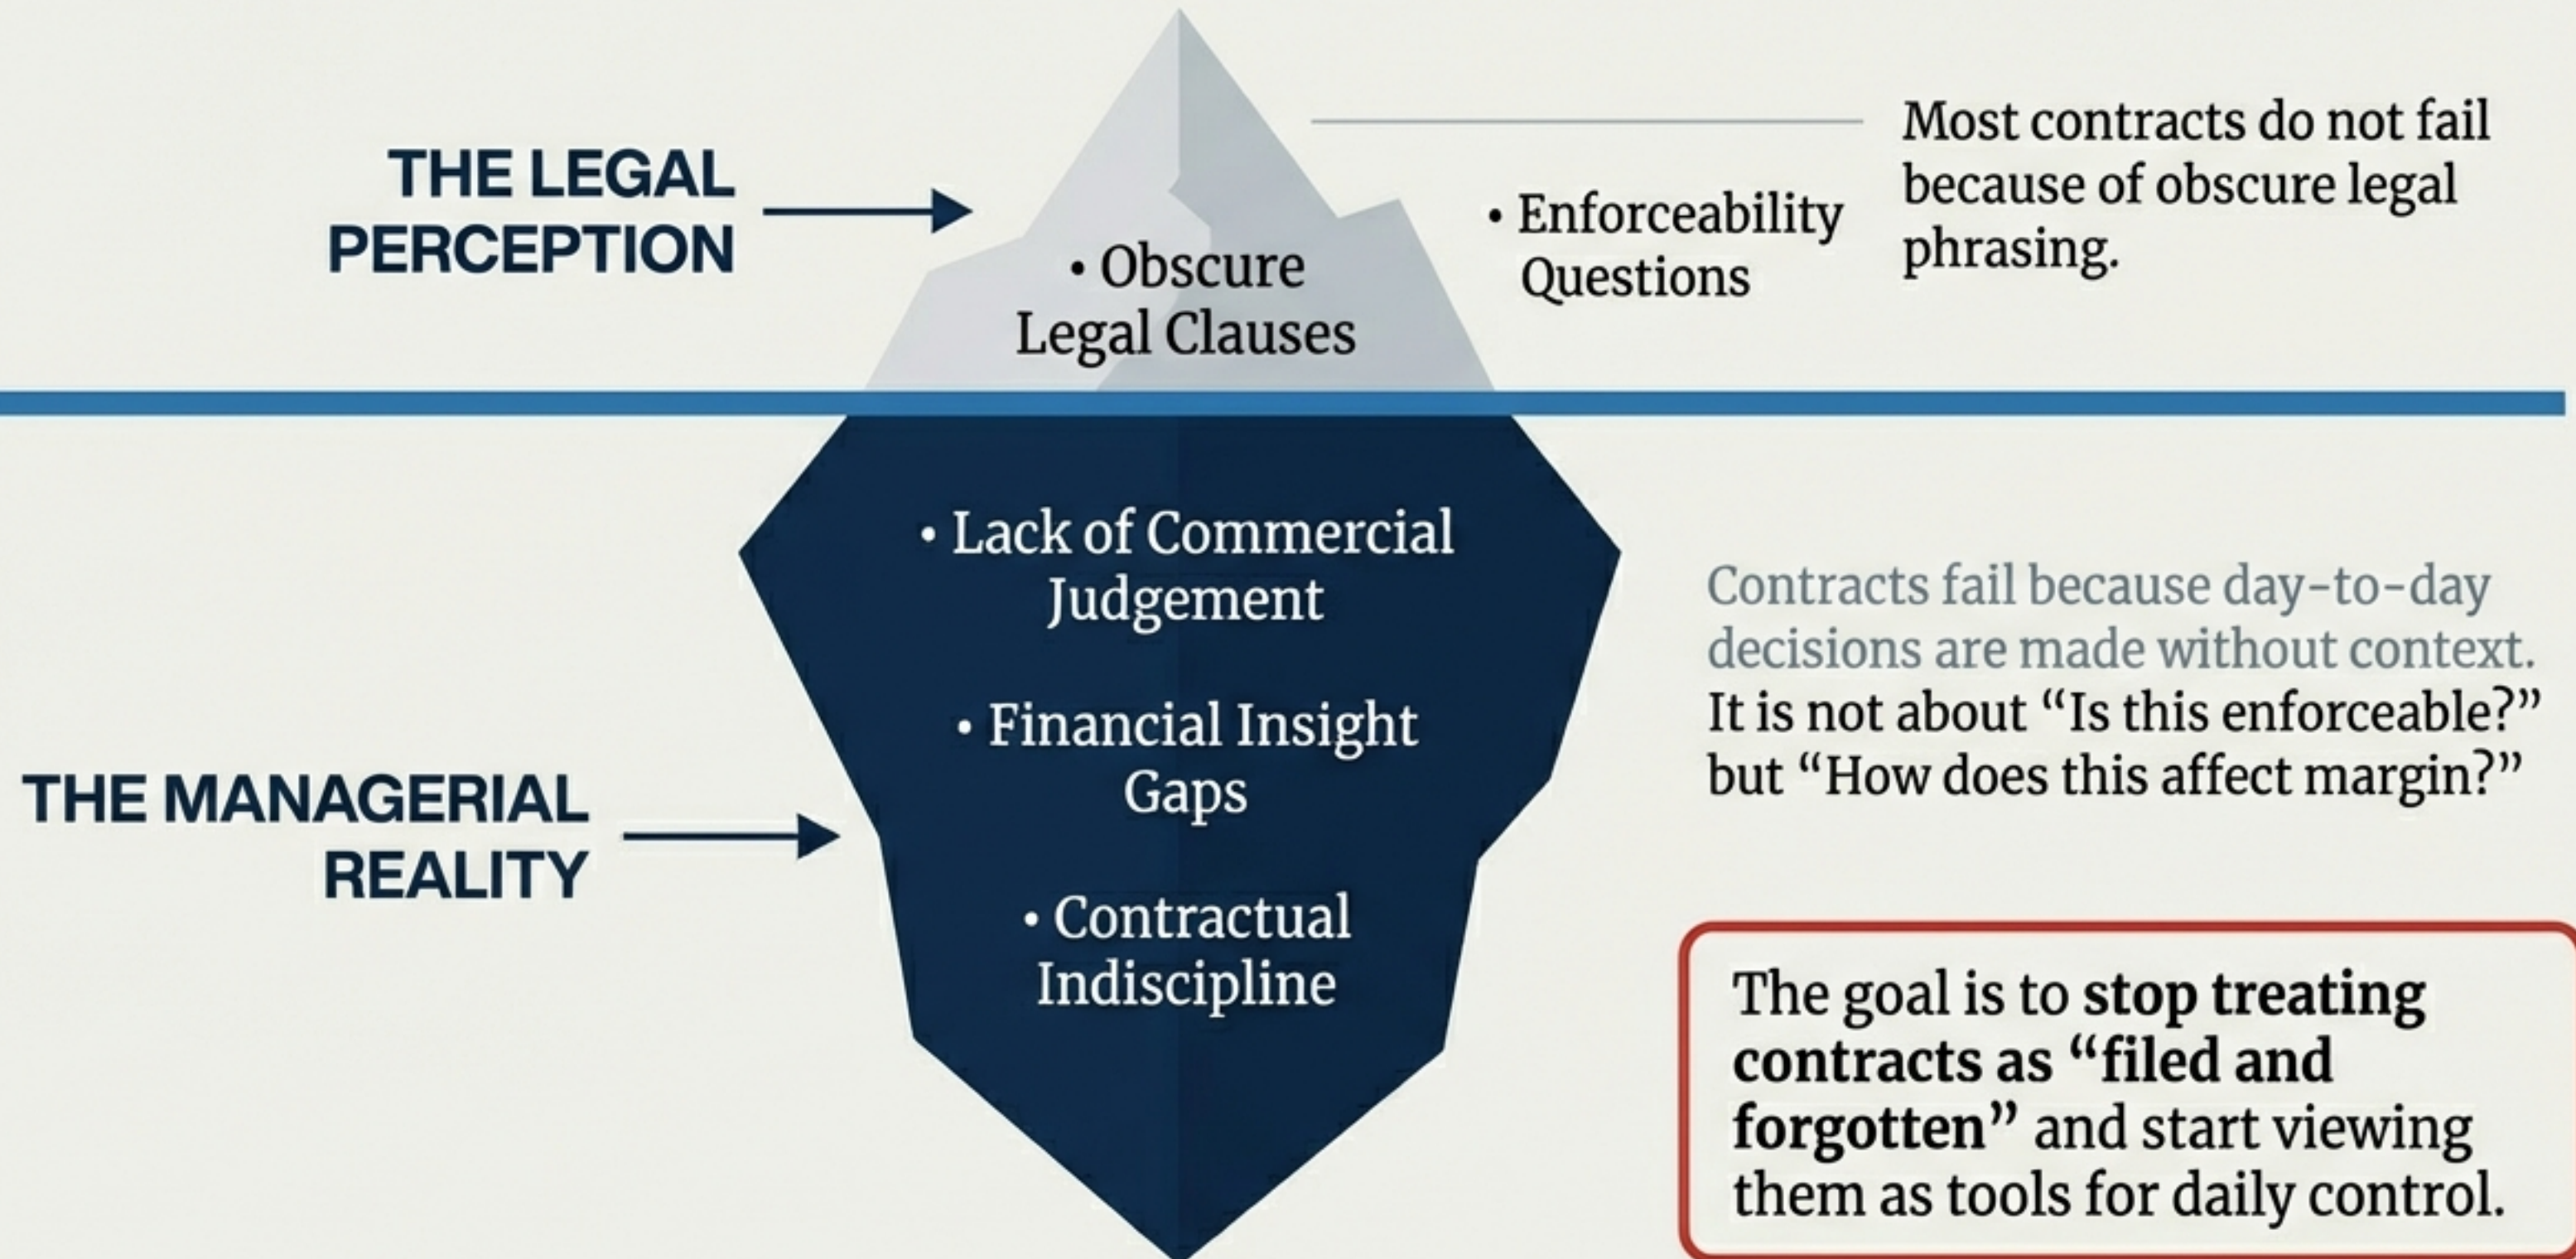 THE LEGAL
PERCEPTION
• Obscure
Legal Clauses
• Enforceability
Questions
Most contracts do not fail
because of obscure legal
phrasing.
THE MANAGERIAL
REALITY
• Lack of Commercial
Judgement
• Financial Insight
Gaps
• Contractual
Indiscipline
Contracts fail because day-to-day
decisions are made without context.
It is not about “Is this enforceable?”
but “How does this affect margin?”
The goal is to stop treating
contracts as “filed and
forgotten” and start viewing
them as tools for daily control.